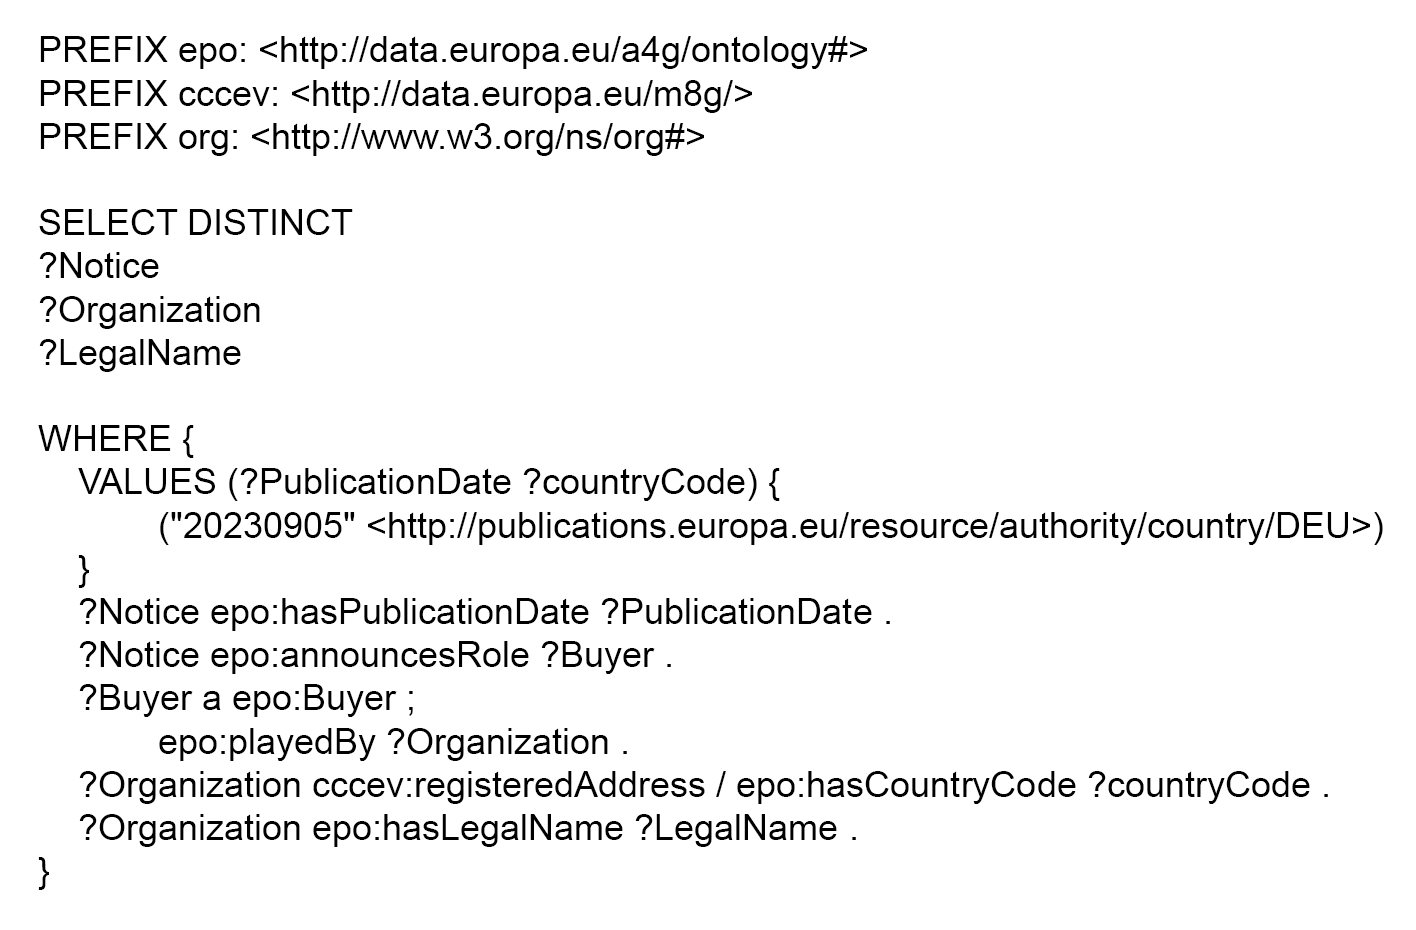 PREFIX epo: <http://data.europa.eu/a4g/ontology#>
PREFIX cccev: <http://data.europa.eu/m8g/>
PREFIX org: <http://www.w3.org/ns/org#>
SELECT DISTINCT
?Notice
?Organization
?LegalName
WHERE {
VALUES (?PublicationDate ?countryCode) {
("20230905" <http://publications.europa.eu/resource/authority/country/DEU>)
}
?Notice epo:hasPublicationDate ?PublicationDate .
?Notice epo:announcesRole ?Buyer .
?Buyer a epo:Buyer ;
epo:playedBy ?Organization .
?Organization cccev:registeredAddress / epo:hasCountryCode ?countryCode .
?Organization epo:hasLegalName ?LegalName .
}